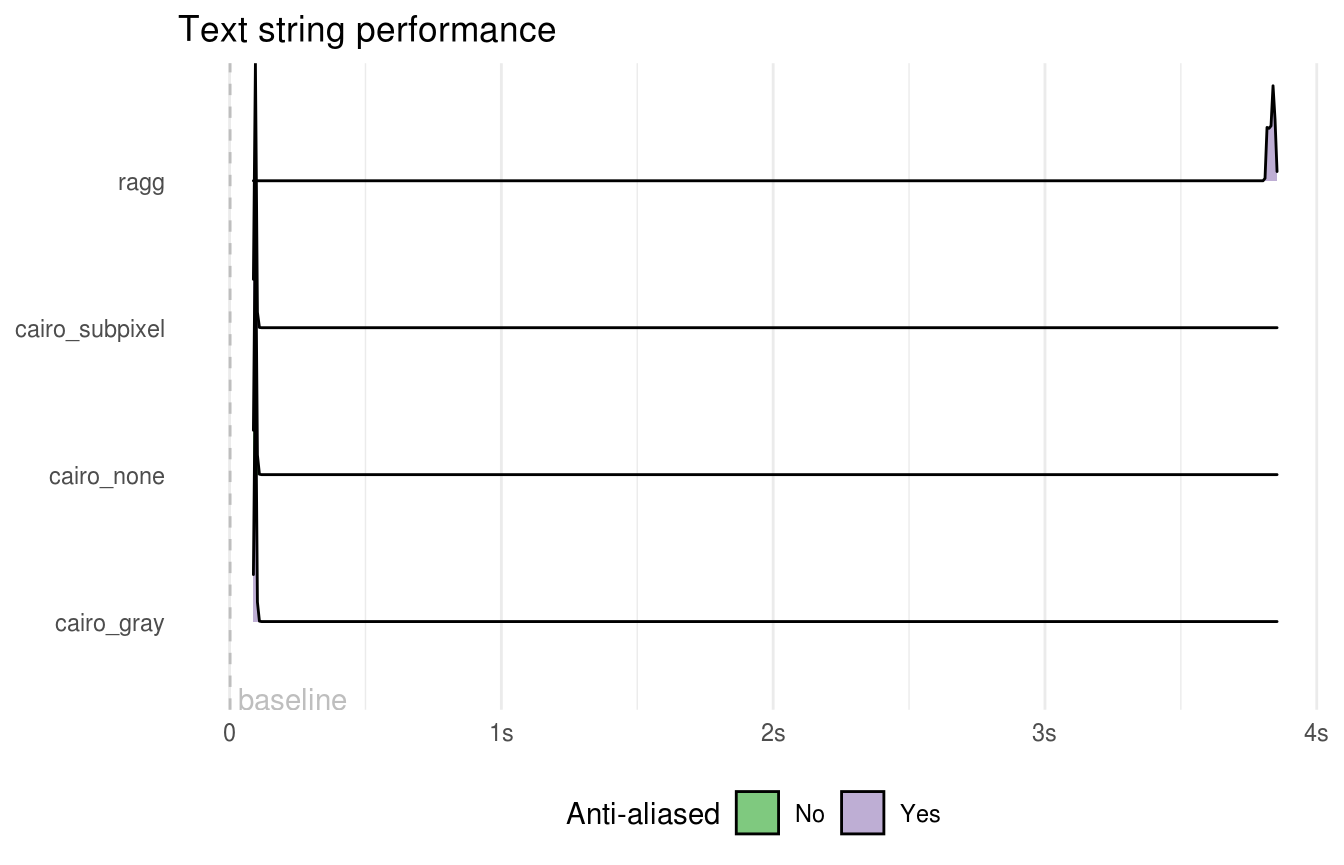 Text string performance
ragg
cairo_subpixel
cairo_none
cairo_gray
baseline
0 1s 2s 3s 4s
Anti-aliased No Yes